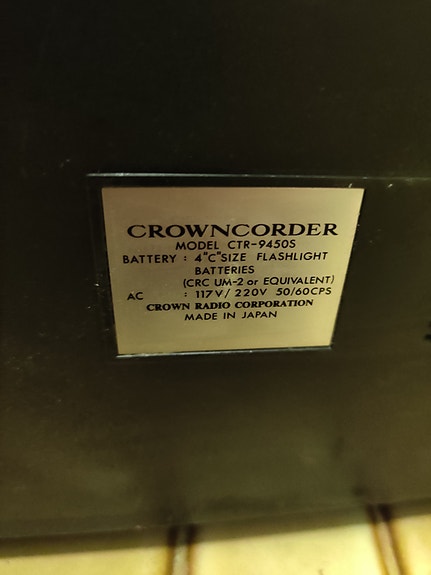 CROWNCORDER
MODEL CTR-9450S
BATTERY : 4"C"SIZE FLASHLIGHT
BATTERIES
(CRC UM-2 or EQUIVALENT)
AC : 117V/ 220V 50/60CPS
CROWN RADIO CORPORATION
MADE IN JAPAN